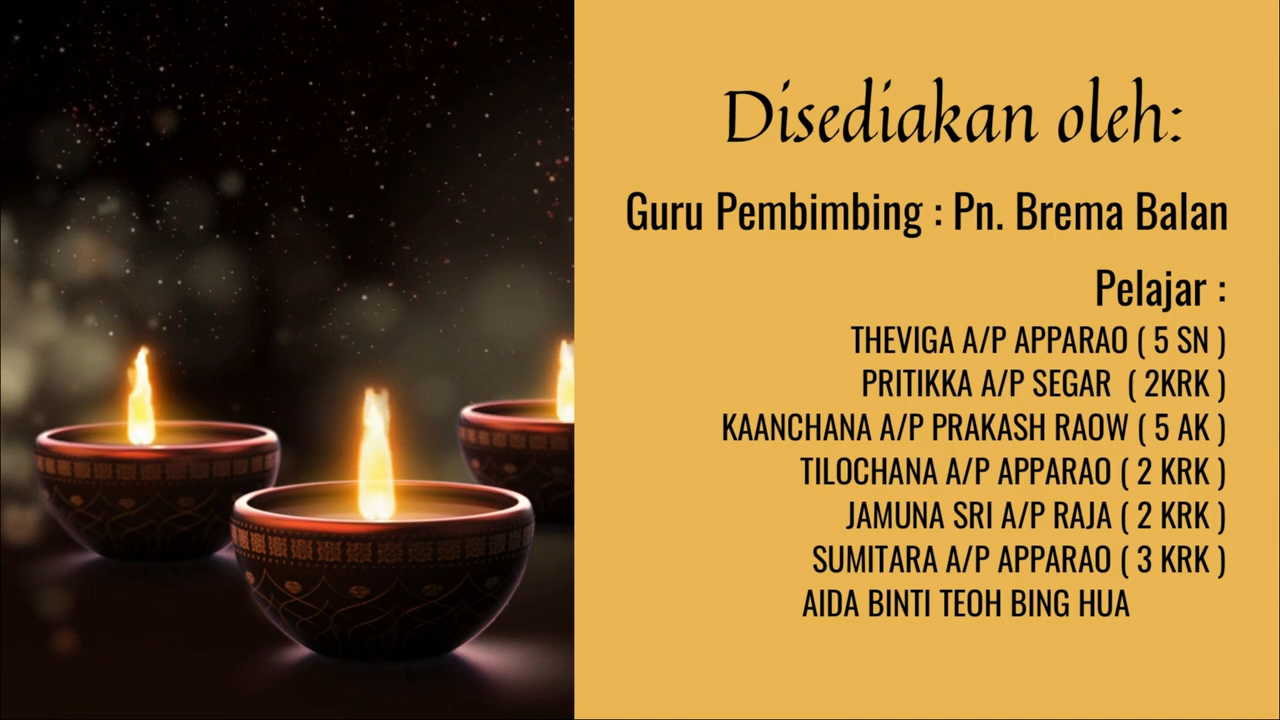 Disediakan oleh:
Guru Pembimbing : Pn. Brema Balan
Pelajar :
THEVIGA A/P APPARAO ( 5 SN )
PRITIKKA A/P SEGAR ( 2KRK )
KAANCHANA A/P PRAKASH RAOW ( 5 AK )
TILOCHANA A/P APPARAO ( 2 KRK )
JAMUNA SRI A/P RAJA ( 2 KRK )
SUMITARA A/P APPARAO ( 3 KRK )
AIDA BINTI TEOH BING HUA